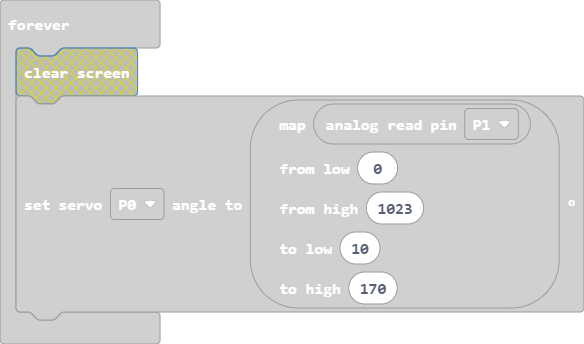 forever
clear screen
map analog read pin P1
from low 0
set servo P0 angle to from high 1023 °
to low 10
to high 170